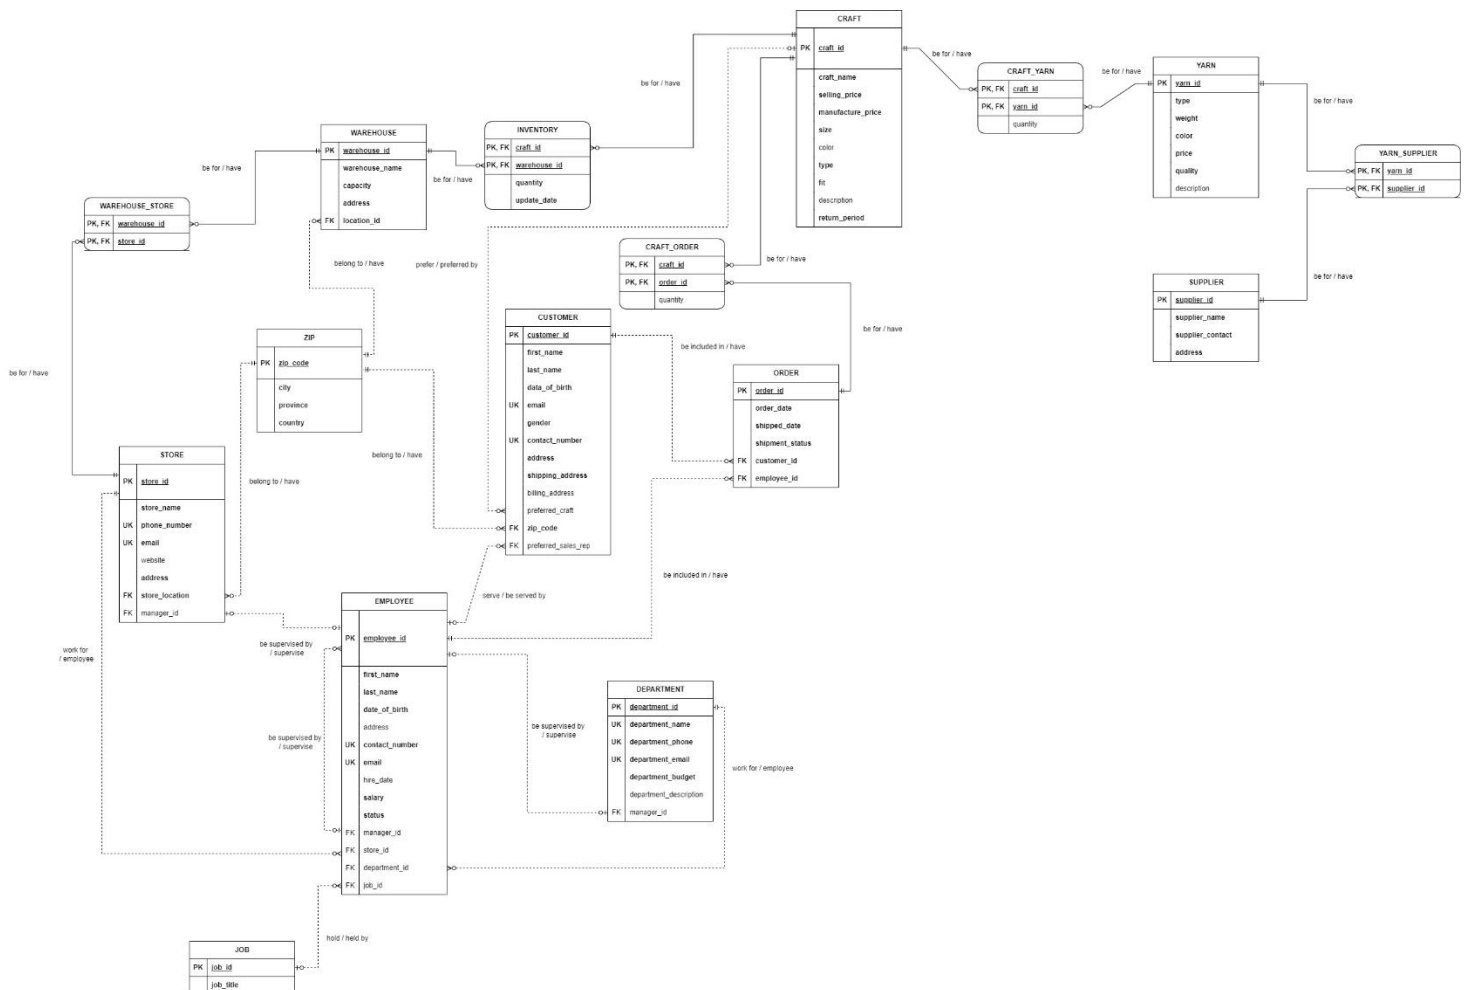 CRAFT
PK craft_id
craft_name
selling_price
manufacture_price
size
color
type
fit
description
return_period
be for / have
CRAFT_YARN
PK, FK craft_id
PK, FK yarn_id
quantity
be for / have
YARN
PK yarn_id
type
weight
color
price
quality
description
be for / have
YARN_SUPPLIER
PK, FK yarn_id
PK, FK supplier_id
be for / have
SUPPLIER
PK supplier_id
supplier_name
supplier_contact
address
be for / have
INVENTORY
PK, FK craft_id
PK, FK warehouse_id
quantity
update_date
be for / have
WAREHOUSE
PK warehouse_id
warehouse_name
capacity
address
FK location_id
be for / have
WAREHOUSE_STORE
PK, FK warehouse_id
PK, FK store_id
belong to / have
prefer / preferred by
CRAFT_ORDER
PK, FK craft_id
PK, FK order_id
quantity
be for / have
be for / have
CUSTOMER
PK customer_id
first_name
last_name
data_of_birth
UK email
gender
UK contact_number
address
shipping_address
billing_address
preferred_craft
FK zip_code
FK preferred_sales_rep
be included in / have
ORDER
PK order_id
order_date
shipped_date
shipment_status
FK customer_id
FK employee_id
ZIP
PK zip_code
city
province
country
be for / have
belong to / have
belong to / have
STORE
PK store_id
store_name
UK phone_number
UK email
website
address
FK store_location
FK manager_id
be included in / have
serve / be served by
work for
/ employee
be supervised by
/ supervise
EMPLOYEE
PK employee_id
first_name
last_name
date_of_birth
address
UK contact_number
UK email
hire_date
salary
status
FK manager_id
FK store_id
FK department_id
FK job_id
be supervised by
/ supervise
be supervised by
/ supervise
DEPARTMENT
PK department_id
UK department_name
UK department_phone
UK department_email
department_budget
department_description
FK manager_id
work for / employee
hold / held by
JOB
PK job_id
job_title